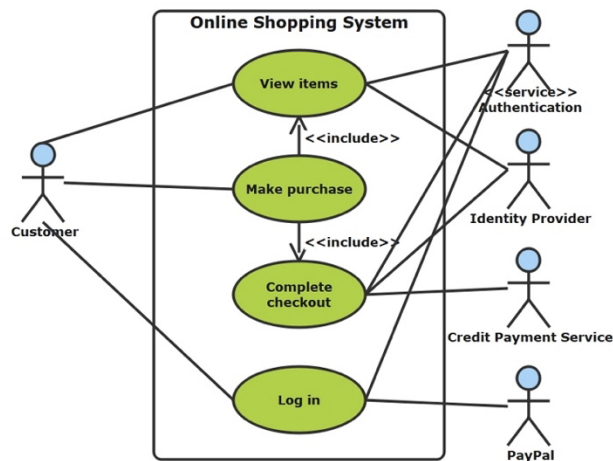 Online Shopping System
View items
<<service>>
Authentication
<<include>>
Make purchase
Customer
Identity Provider
<<include>>
Complete
checkout
Credit Payment Service
Log in
PayPal